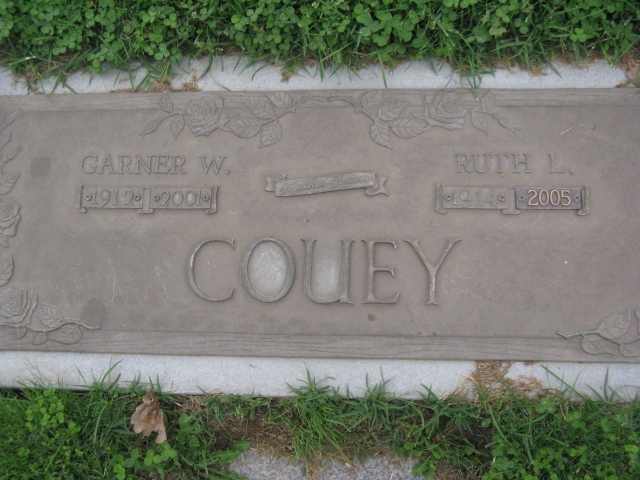 GARNER W.
1912 2001
RUTH L.
1914 2005
COUEY